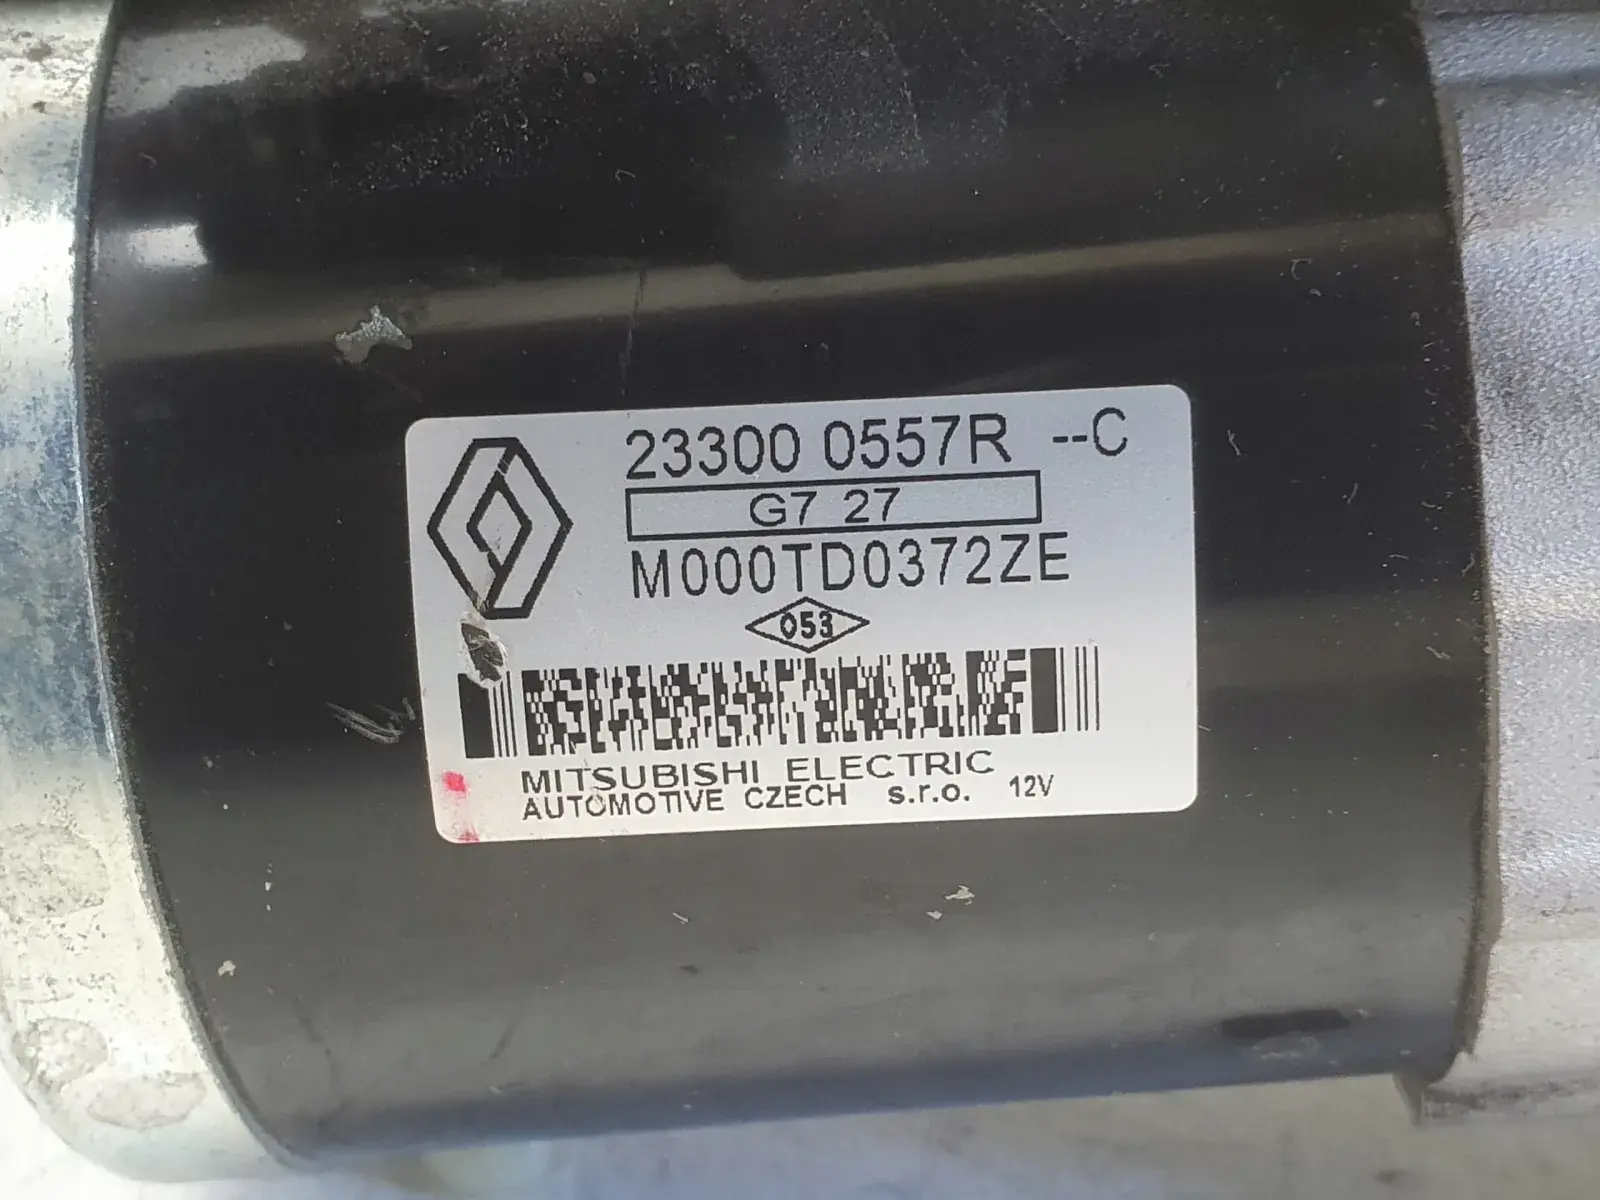 23300 0557R --C
G7 27
M000TD0372ZE
053
MITSUBISHI ELECTRIC
AUTOMOTIVE CZECH s.r.o. 12V